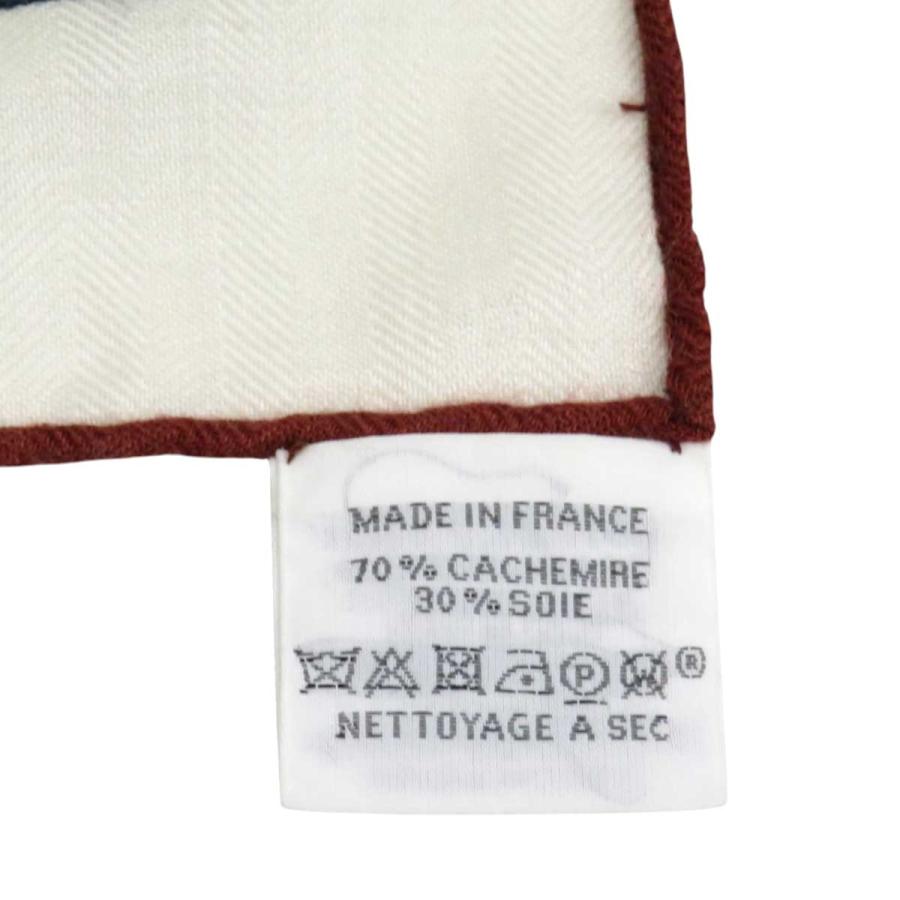 MADE IN FRANCE
70 % CACHEMIRE
30 % SOIE
P W ®
NETTOYAGE A SEC